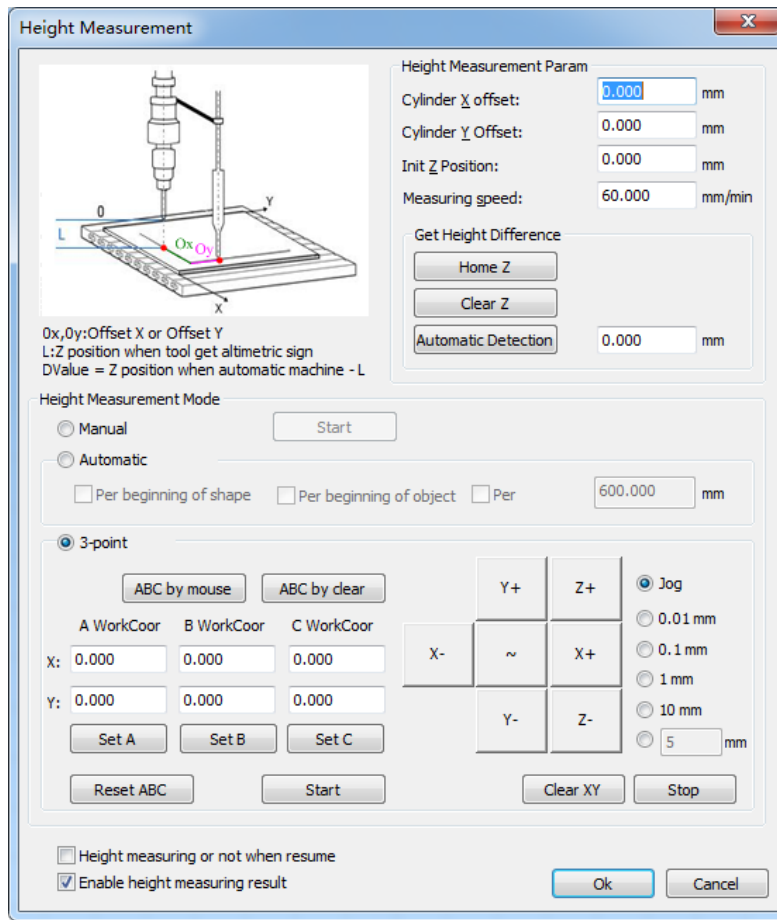 Height Measurement
x
Height Measurement Param
Cylinder X offset: 0.000 mm
Cylinder Y Offset: 0.000 mm
Init Z Position: 0.000 mm
Measuring speed: 60.000 mm/min
Get Height Difference
Home Z
Clear Z
Automatic Detection 0.000 mm
0
L
Ox
Oy
Y
X
0x,0y:Offset X or Offset Y
L:Z position when tool get altimetric sign
DValue = Z position when automatic machine - L
Height Measurement Mode
Manual Start
Automatic
Per beginning of shape Per beginning of object Per 600.000 mm
3-point
ABC by mouse ABC by clear
A WorkCoor B WorkCoor C WorkCoor
X: 0.000 0.000 0.000
Y: 0.000 0.000 0.000
Set A Set B Set C
Reset ABC Start
Y+ Z+
X- ~ X+
Y- Z-
Jog
0.01 mm
0.1 mm
1 mm
10 mm
5 mm
Clear XY Stop
Height measuring or not when resume
Enable height measuring result
Ok Cancel